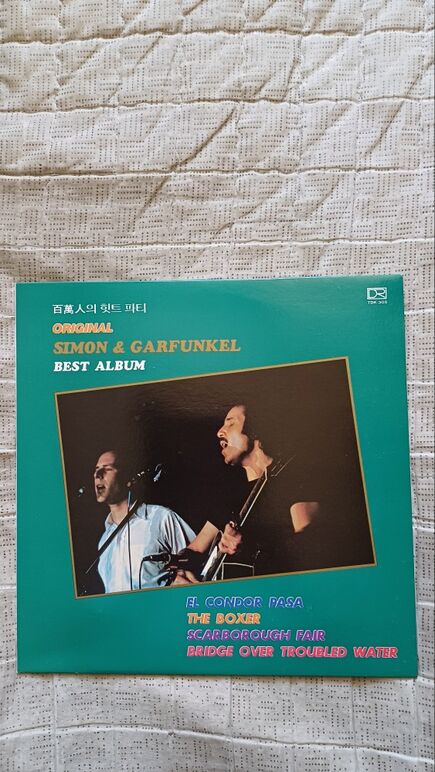 百萬人의 힛트 파티
DR
ORIGINAL
SIMON & GARFUNKEL
BEST ALBUM
EL CONDOR PASA
THE BOXER
SCARBOROUGH FAIR
BRIDGE OVER TROUBLED WATER